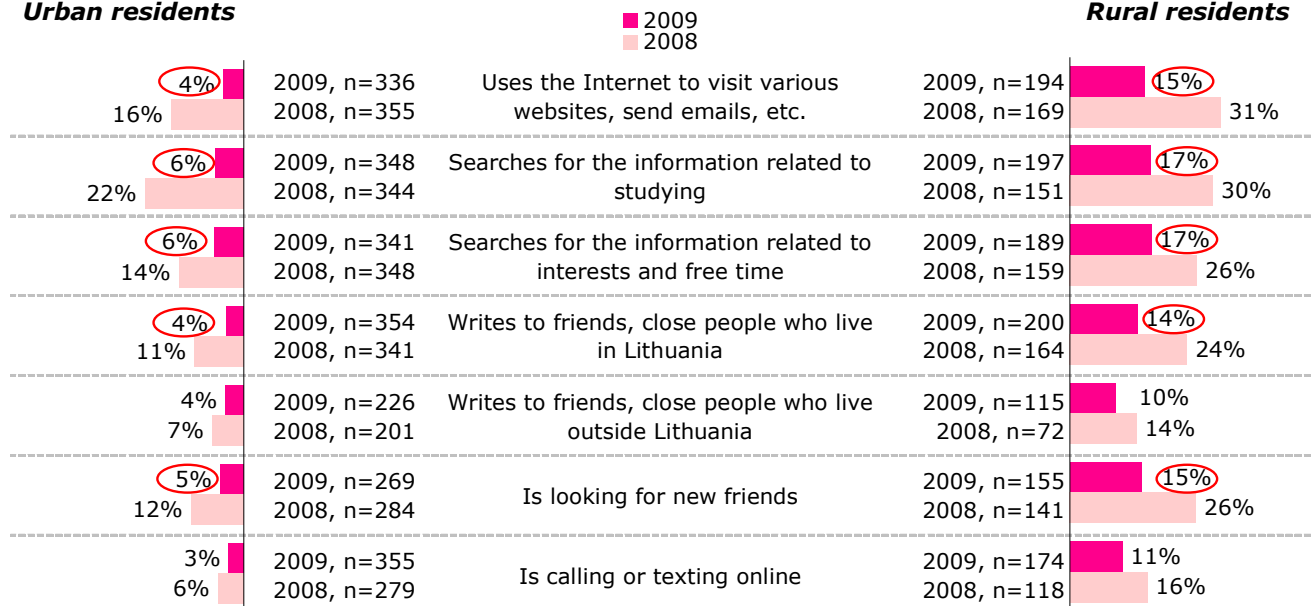 Urban residents
2009
2008
Rural residents
4%
16%
2009, n=336
2008, n=355
Uses the Internet to visit various
websites, send emails, etc.
2009, n=194
2008, n=169
15%
31%
6%
22%
2009, n=348
2008, n=344
Searches for the information related to
studying
2009, n=197
2008, n=151
17%
30%
6%
14%
2009, n=341
2008, n=348
Searches for the information related to
interests and free time
2009, n=189
2008, n=159
17%
26%
4%
11%
2009, n=354
2008, n=341
Writes to friends, close people who live
in Lithuania
2009, n=200
2008, n=164
14%
24%
4%
7%
2009, n=226
2008, n=201
Writes to friends, close people who live
outside Lithuania
2009, n=115
2008, n=72
10%
14%
5%
12%
2009, n=269
2008, n=284
Is looking for new friends
2009, n=155
2008, n=141
15%
26%
3%
6%
2009, n=355
2008, n=279
Is calling or texting online
2009, n=174
2008, n=118
11%
16%